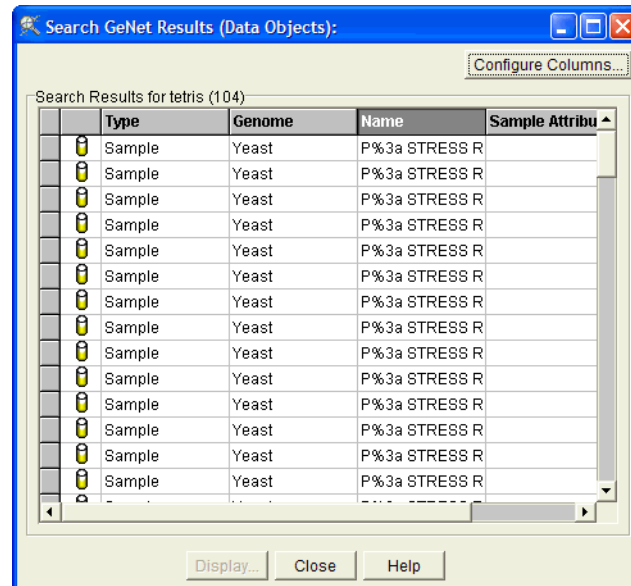 Search GeNet Results (Data Objects):
Configure Columns...
Search Results for tetris (104)
Type Genome Name Sample Attribu
Sample Yeast P%3a STRESS R
Sample Yeast P%3a STRESS R
Sample Yeast P%3a STRESS R
Sample Yeast P%3a STRESS R
Sample Yeast P%3a STRESS R
Sample Yeast P%3a STRESS R
Sample Yeast P%3a STRESS R
Sample Yeast P%3a STRESS R
Sample Yeast P%3a STRESS R
Sample Yeast P%3a STRESS R
Sample Yeast P%3a STRESS R
Sample Yeast P%3a STRESS R
Sample Yeast P%3a STRESS R
Sample Yeast P%3a STRESS R
Display... Close Help